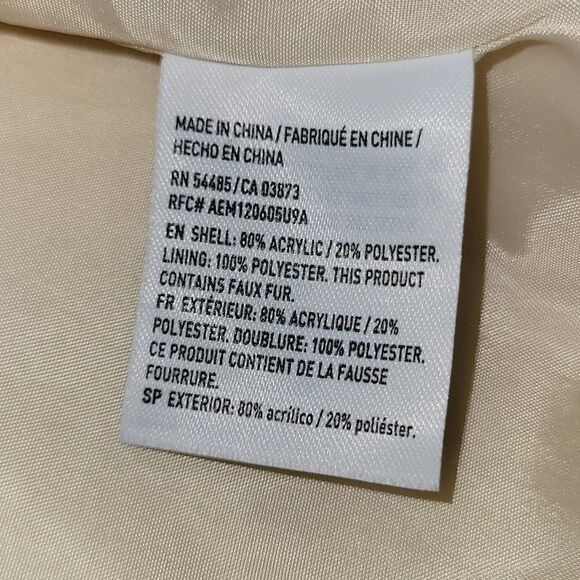 MADE IN CHINA / FABRIQUÉ EN CHINE /
HECHO EN CHINA
RN 54485/CA 03873
RFC# AEM120605U9A
EN SHELL: 80% ACRYLIC / 20% POLYESTER.
LINING: 100% POLYESTER. THIS PRODUCT
CONTAINS FAUX FUR.
FR EXTÉRIEUR: 80% ACRYLIQUE / 20%
POLYESTER. DOUBLURE: 100% POLYESTER.
CE PRODUIT CONTIENT DE LA FAUSSE
FOURRURE.
SP EXTERIOR: 80% acrílico / 20% poliéster.